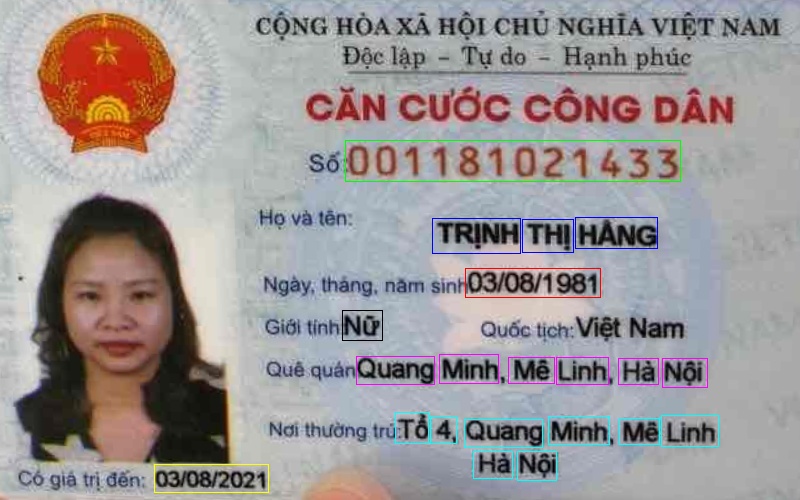 CỘNG HÒA XÃ HỘI CHỦ NGHĨA VIỆT NAM
Độc lập - Tự do - Hạnh phúc
CĂN CƯỚC CÔNG DÂN
Số: 001181021433
Họ và tên:
TRỊNH THỊ HẰNG
Ngày, tháng, năm sinh 03/08/1981
Giới tính: Nữ Quốc tịch: Việt Nam
Quê quán Quang Minh, Mê Linh, Hà Nội
Nơi thường trú: Tổ 4, Quang Minh, Mê Linh
Hà Nội
Có giá trị đến: 03/08/2021